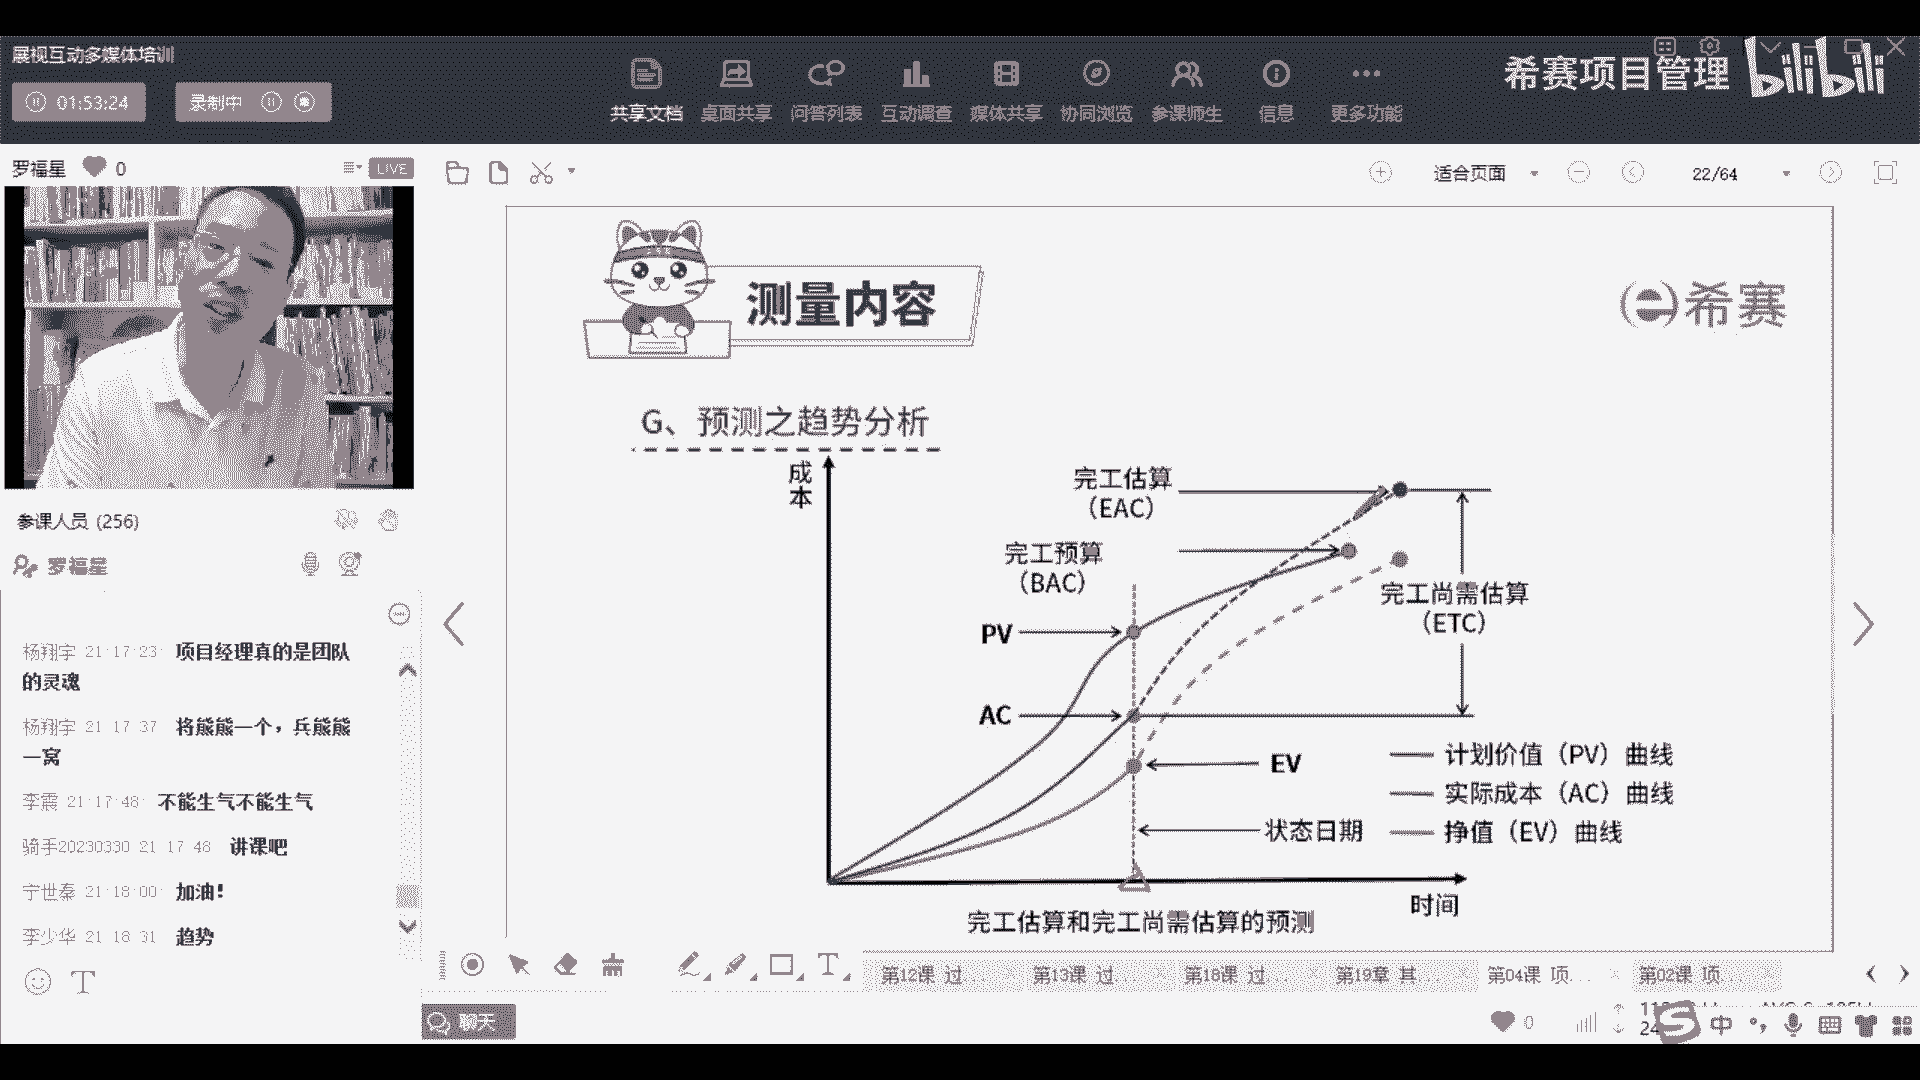 展视互动多媒体培训
01:53:24
录制中
共享文档
桌面共享
问答列表
互动调查
媒体共享
协同浏览
参课师生
信息
更多功能
希赛项目管理
bilibili
罗福星
0
LIVE
适合页面
22/64
测量内容
希赛
G、预测之趋势分析
成本
完工估算
（EAC）
完工预算
（BAC）
完工尚需估算
（ETC）
PV
AC
EV
状态日期
计划价值（PV）曲线
实际成本（AC）曲线
挣值（EV）曲线
时间
完工估算和完工尚需估算的预测
参课人员 (256)
罗福星
杨翔宇 21:17:23 项目经理真的是团队
的灵魂
杨翔宇 21:17:37 将熊熊一个，兵熊熊
一窝
李震 21:17:48 不能生气不能生气
骑手20230330 21:17:48 讲课吧
宁世秦 21:18:00 加油！
李少华 21:18:31 趋势
第12课 过...
第13课 过...
第18课 过...
第19章 其...
第04课 项...
第02课 项...
聊天
0
中